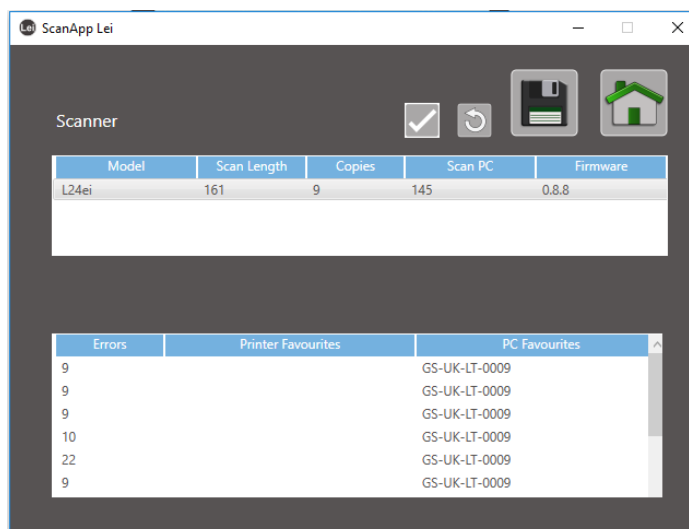 Lei ScanApp Lei
Scanner
Model Scan Length Copies Scan PC Firmware
L24ei 161 9 145 0.8.8
Errors Printer Favourites PC Favourites
9 GS-UK-LT-0009
9 GS-UK-LT-0009
9 GS-UK-LT-0009
10 GS-UK-LT-0009
22 GS-UK-LT-0009
9 GS-UK-LT-0009